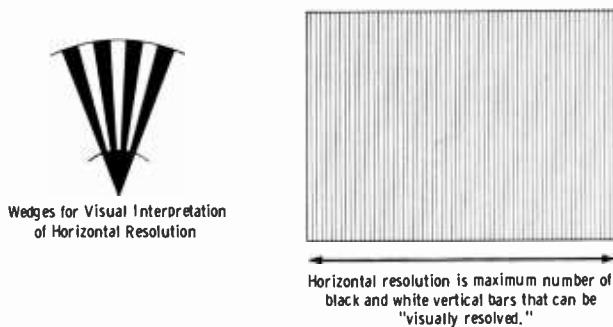 Wedges for Visual Interpretation
of Horizontal Resolution
Horizontal resolution is maximum number of
black and white vertical bars that can be
"visually resolved."